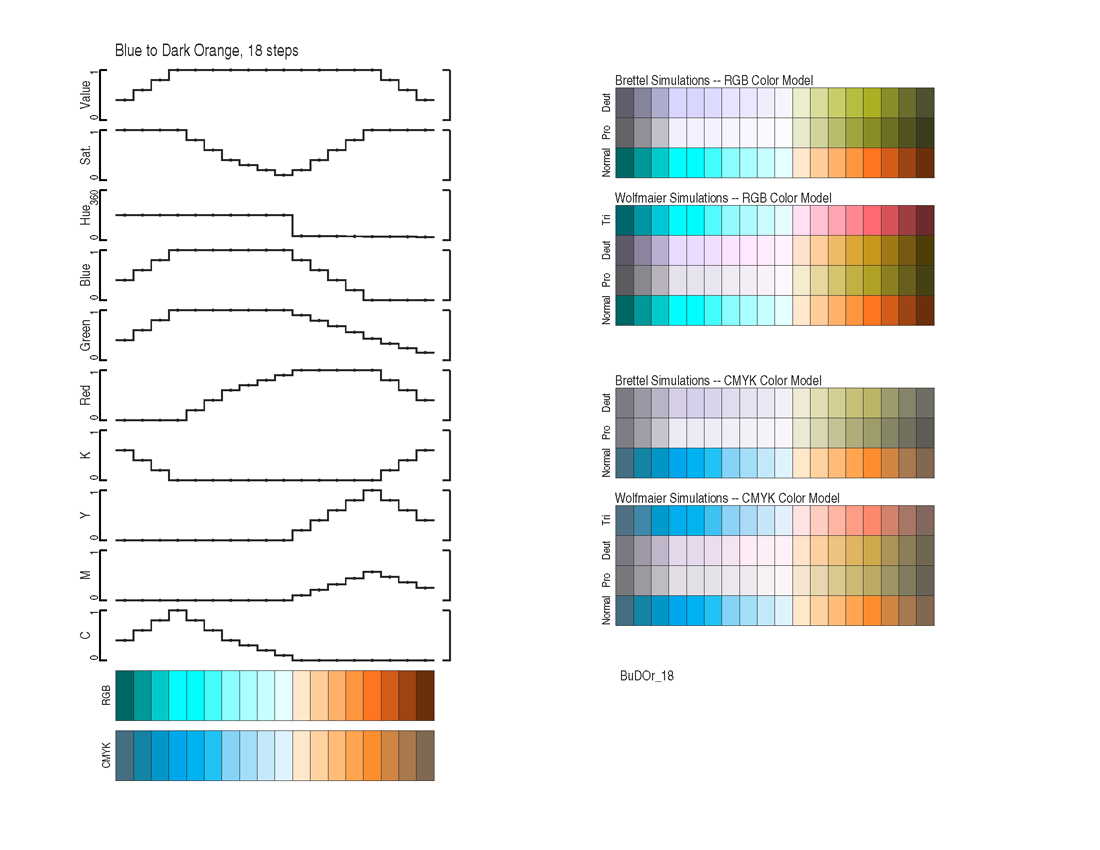 Blue to Dark Orange, 18 steps
Value 0 1
Sat. 0 1
Hue 0 360
Blue 0 1
Green 0 1
Red 0 1
K 0 1
Y 0 1
M 0 1
C 0 1
RGB
CMYK
Brettel Simulations -- RGB Color Model
Deut
Pro
Normal
Wolfmaier Simulations -- RGB Color Model
Tri
Deut
Pro
Normal
Brettel Simulations -- CMYK Color Model
Deut
Pro
Normal
Wolfmaier Simulations -- CMYK Color Model
Tri
Deut
Pro
Normal
BuDOr_18